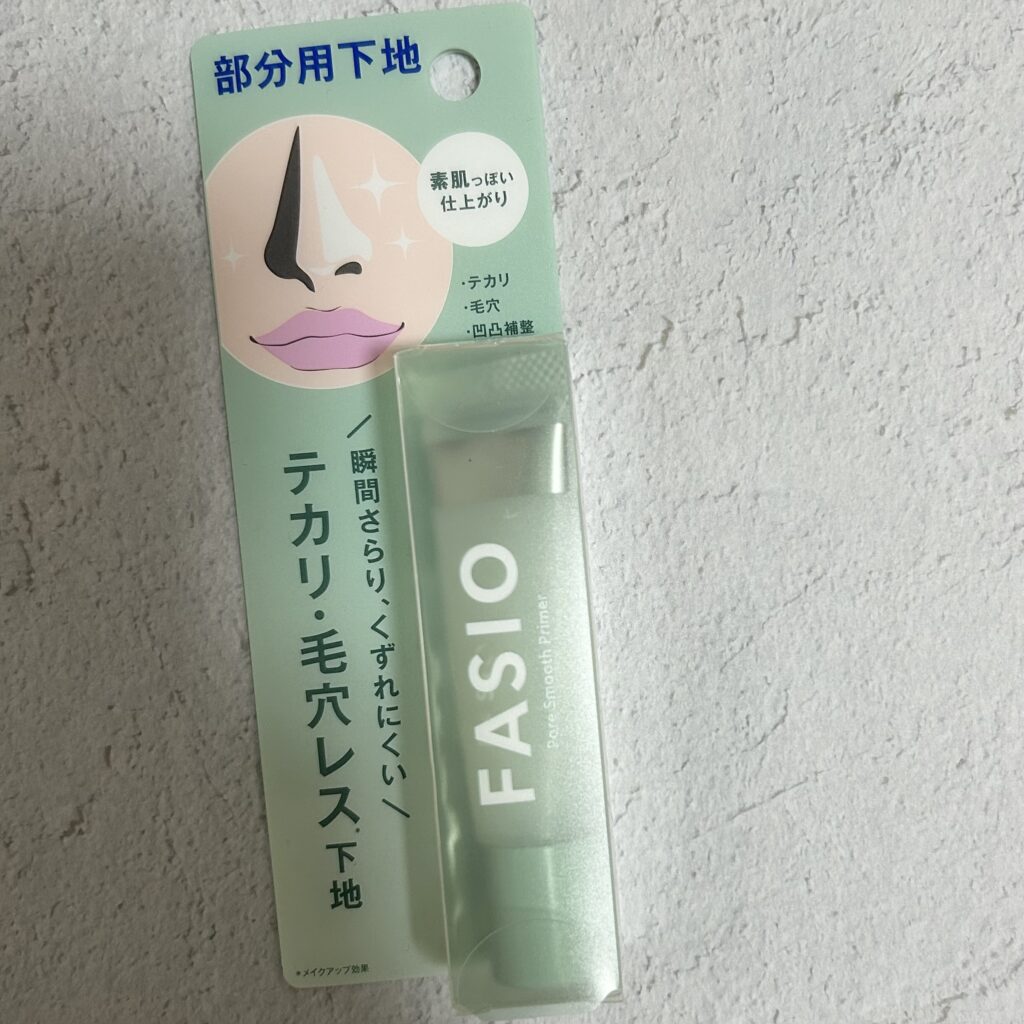 部分用下地
素肌っぽい
仕上がり
・テカリ
・毛穴
・凹凸補整
＼瞬間さらり、くずれにくい／
テカリ・毛穴レス*下地
FASIO
Pore Smooth Primer
*メイクアップ効果